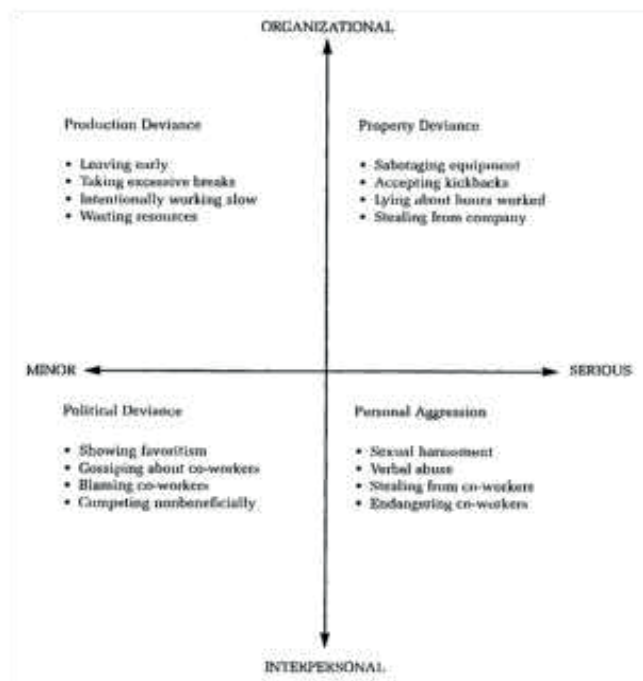 ORGANIZATIONAL
Production Deviance
• Leaving early
• Taking excessive breaks
• Intentionally working slow
• Wasting resources
Property Deviance
• Sabotaging equipment
• Accepting kickbacks
• Lying about hours worked
• Stealing from company
MINOR
SERIOUS
Political Deviance
• Showing favoritism
• Gossiping about co-workers
• Blaming co-workers
• Competing nonbeneficially
Personal Aggression
• Sexual harassment
• Verbal abuse
• Stealing from co-workers
• Endangering co-workers
INTERPERSONAL